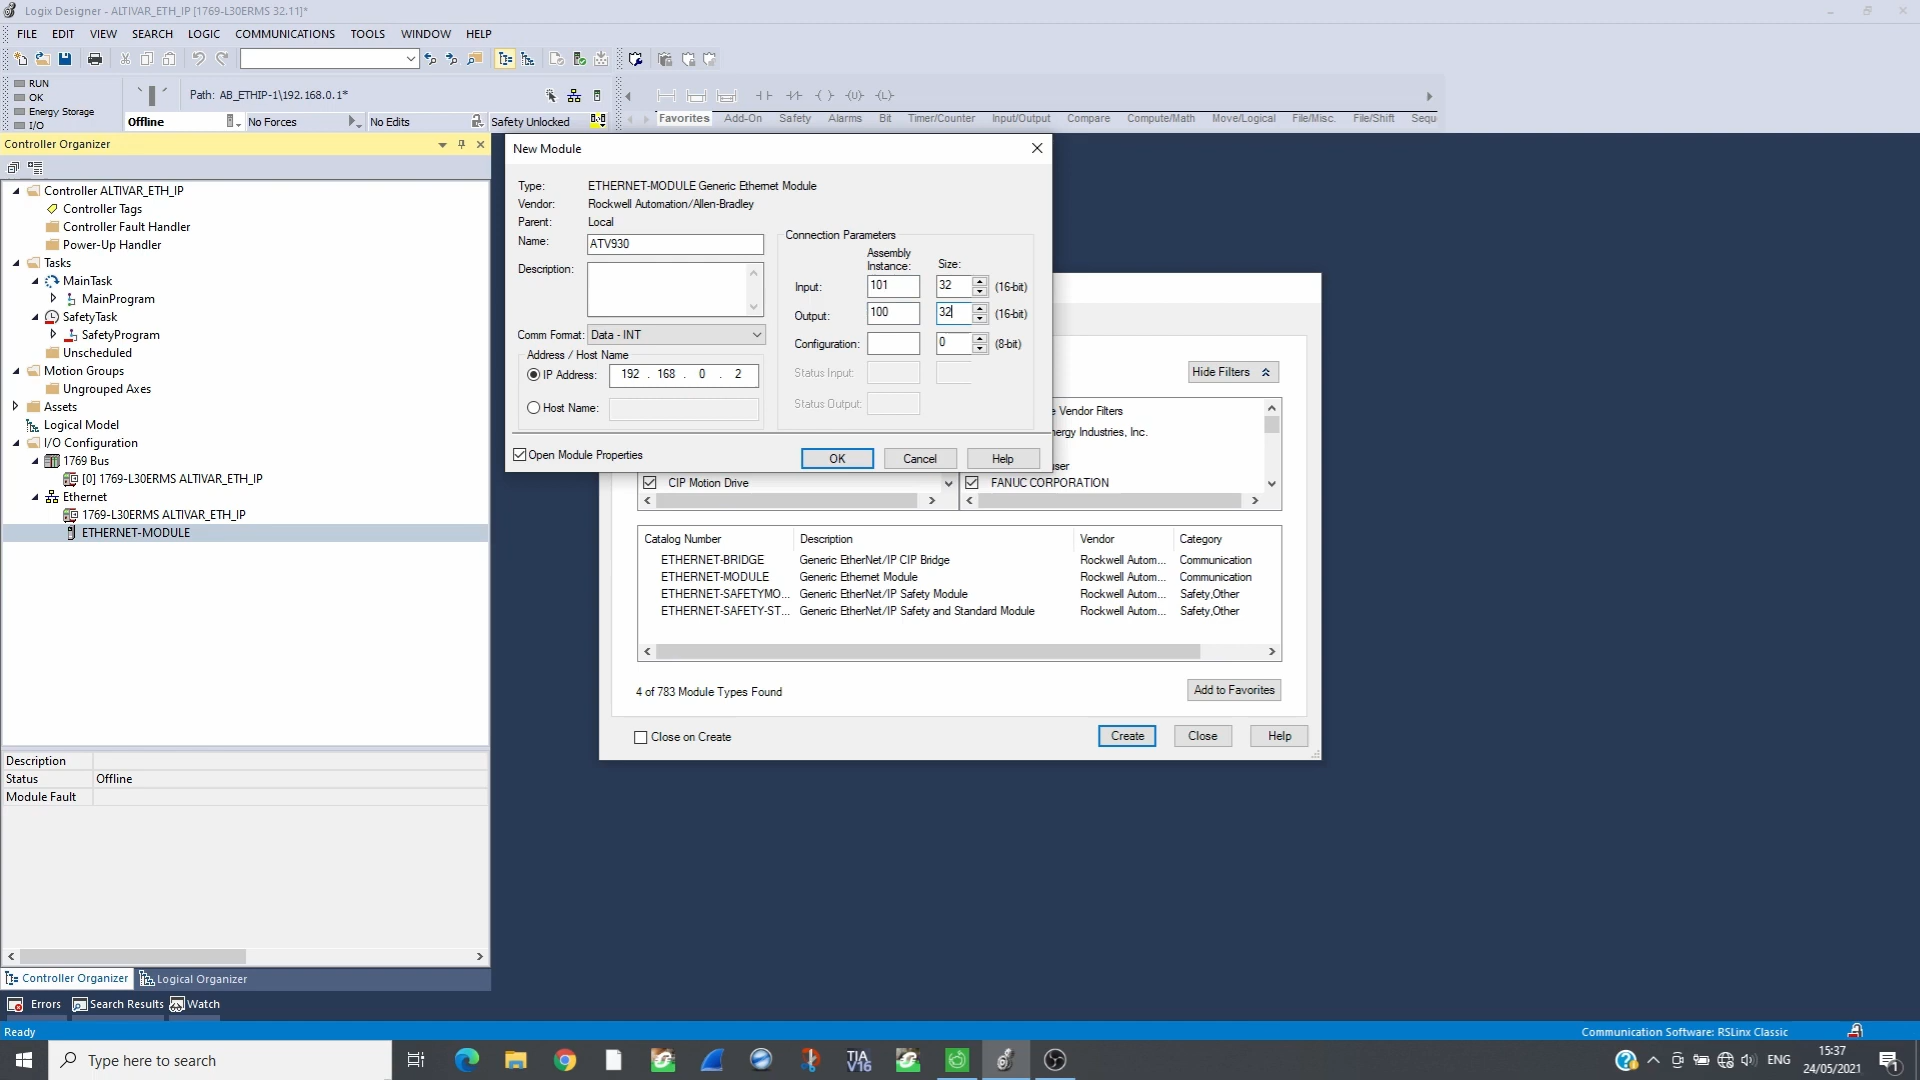 Logix Designer - ALTIVAR_ETH_IP [1769-L30ERMS 32.11]*
FILE EDIT VIEW SEARCH LOGIC COMMUNICATIONS TOOLS WINDOW HELP
RUN
OK
Energy Storage
I/O
Path: AB_ETHIP-1\192.168.0.1*
Offline No Forces No Edits Safety Unlocked
Favorites Add-On Safety Alarms Bit Timer/Counter Input/Output Compare Compute/Math Move/Logical File/Misc. File/Shift Sequ
Controller Organizer
Controller ALTIVAR_ETH_IP
Controller Tags
Controller Fault Handler
Power-Up Handler
Tasks
MainTask
MainProgram
SafetyTask
SafetyProgram
Unscheduled
Motion Groups
Ungrouped Axes
Assets
Logical Model
I/O Configuration
1769 Bus
[0] 1769-L30ERMS ALTIVAR_ETH_IP
Ethernet
1769-L30ERMS ALTIVAR_ETH_IP
ETHERNET-MODULE
Description
Status Offline
Module Fault
Controller Organizer Logical Organizer
Errors Search Results Watch
Ready
Communication Software: RSLinx Classic
New Module
Type: ETHERNET-MODULE Generic Ethernet Module
Vendor: Rockwell Automation/Allen-Bradley
Parent: Local
Name: ATV930
Description:
Comm Format: Data - INT
Address / Host Name
IP Address: 192 . 168 . 0 . 2
Host Name:
Connection Parameters
Assembly
Instance: Size:
Input: 101 32 (16-bit)
Output: 100 32 (16-bit)
Configuration: 0 (8-bit)
Status Input:
Status Output:
Open Module Properties
OK Cancel Help
Hide Filters
e Vendor Filters
nergy Industries, Inc.
ser
CIP Motion Drive FANUC CORPORATION
Catalog Number Description Vendor Category
ETHERNET-BRIDGE Generic EtherNet/IP CIP Bridge Rockwell Autom... Communication
ETHERNET-MODULE Generic Ethernet Module Rockwell Autom... Communication
ETHERNET-SAFETYMO... Generic EtherNet/IP Safety Module Rockwell Autom... Safety,Other
ETHERNET-SAFETY-ST... Generic EtherNet/IP Safety and Standard Module Rockwell Autom... Safety,Other
4 of 783 Module Types Found
Add to Favorites
Close on Create
Create Close Help
Type here to search
TIA
V16
ENG
15:37
24/05/2021
1